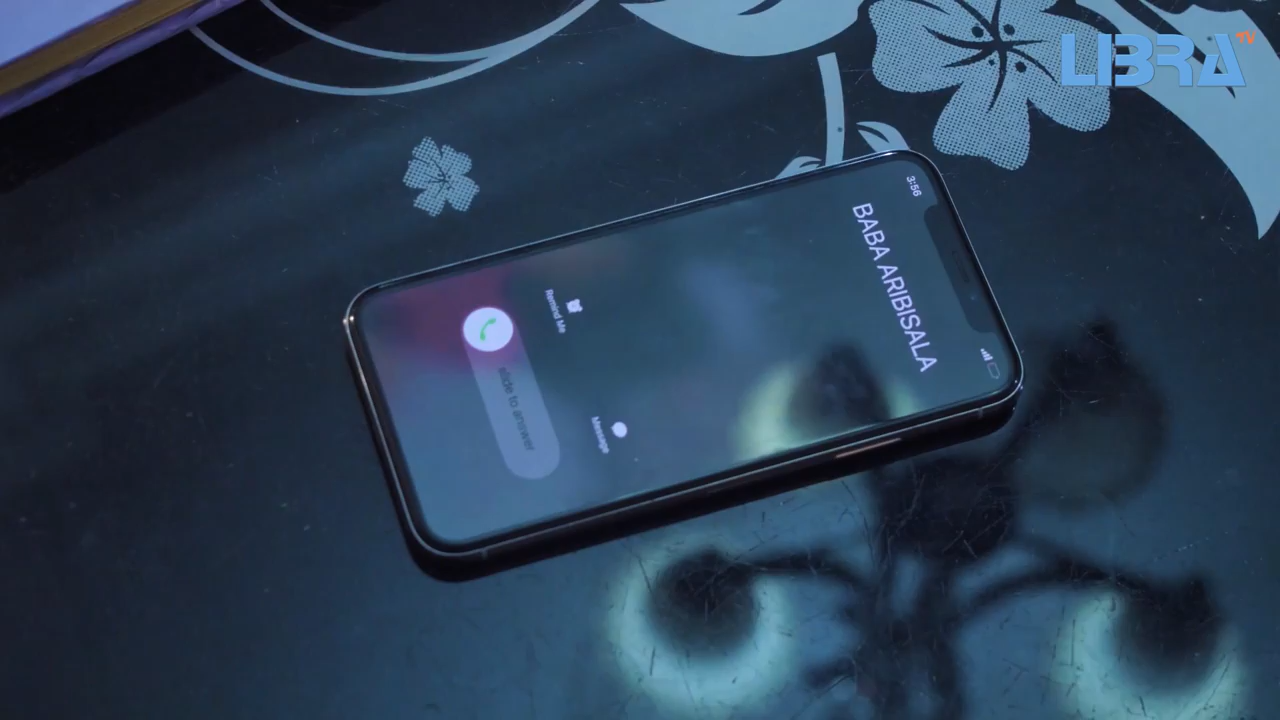 LIBRA TV
3:56
BABA ARIBISALA
Remind Me
Message
slide to answer